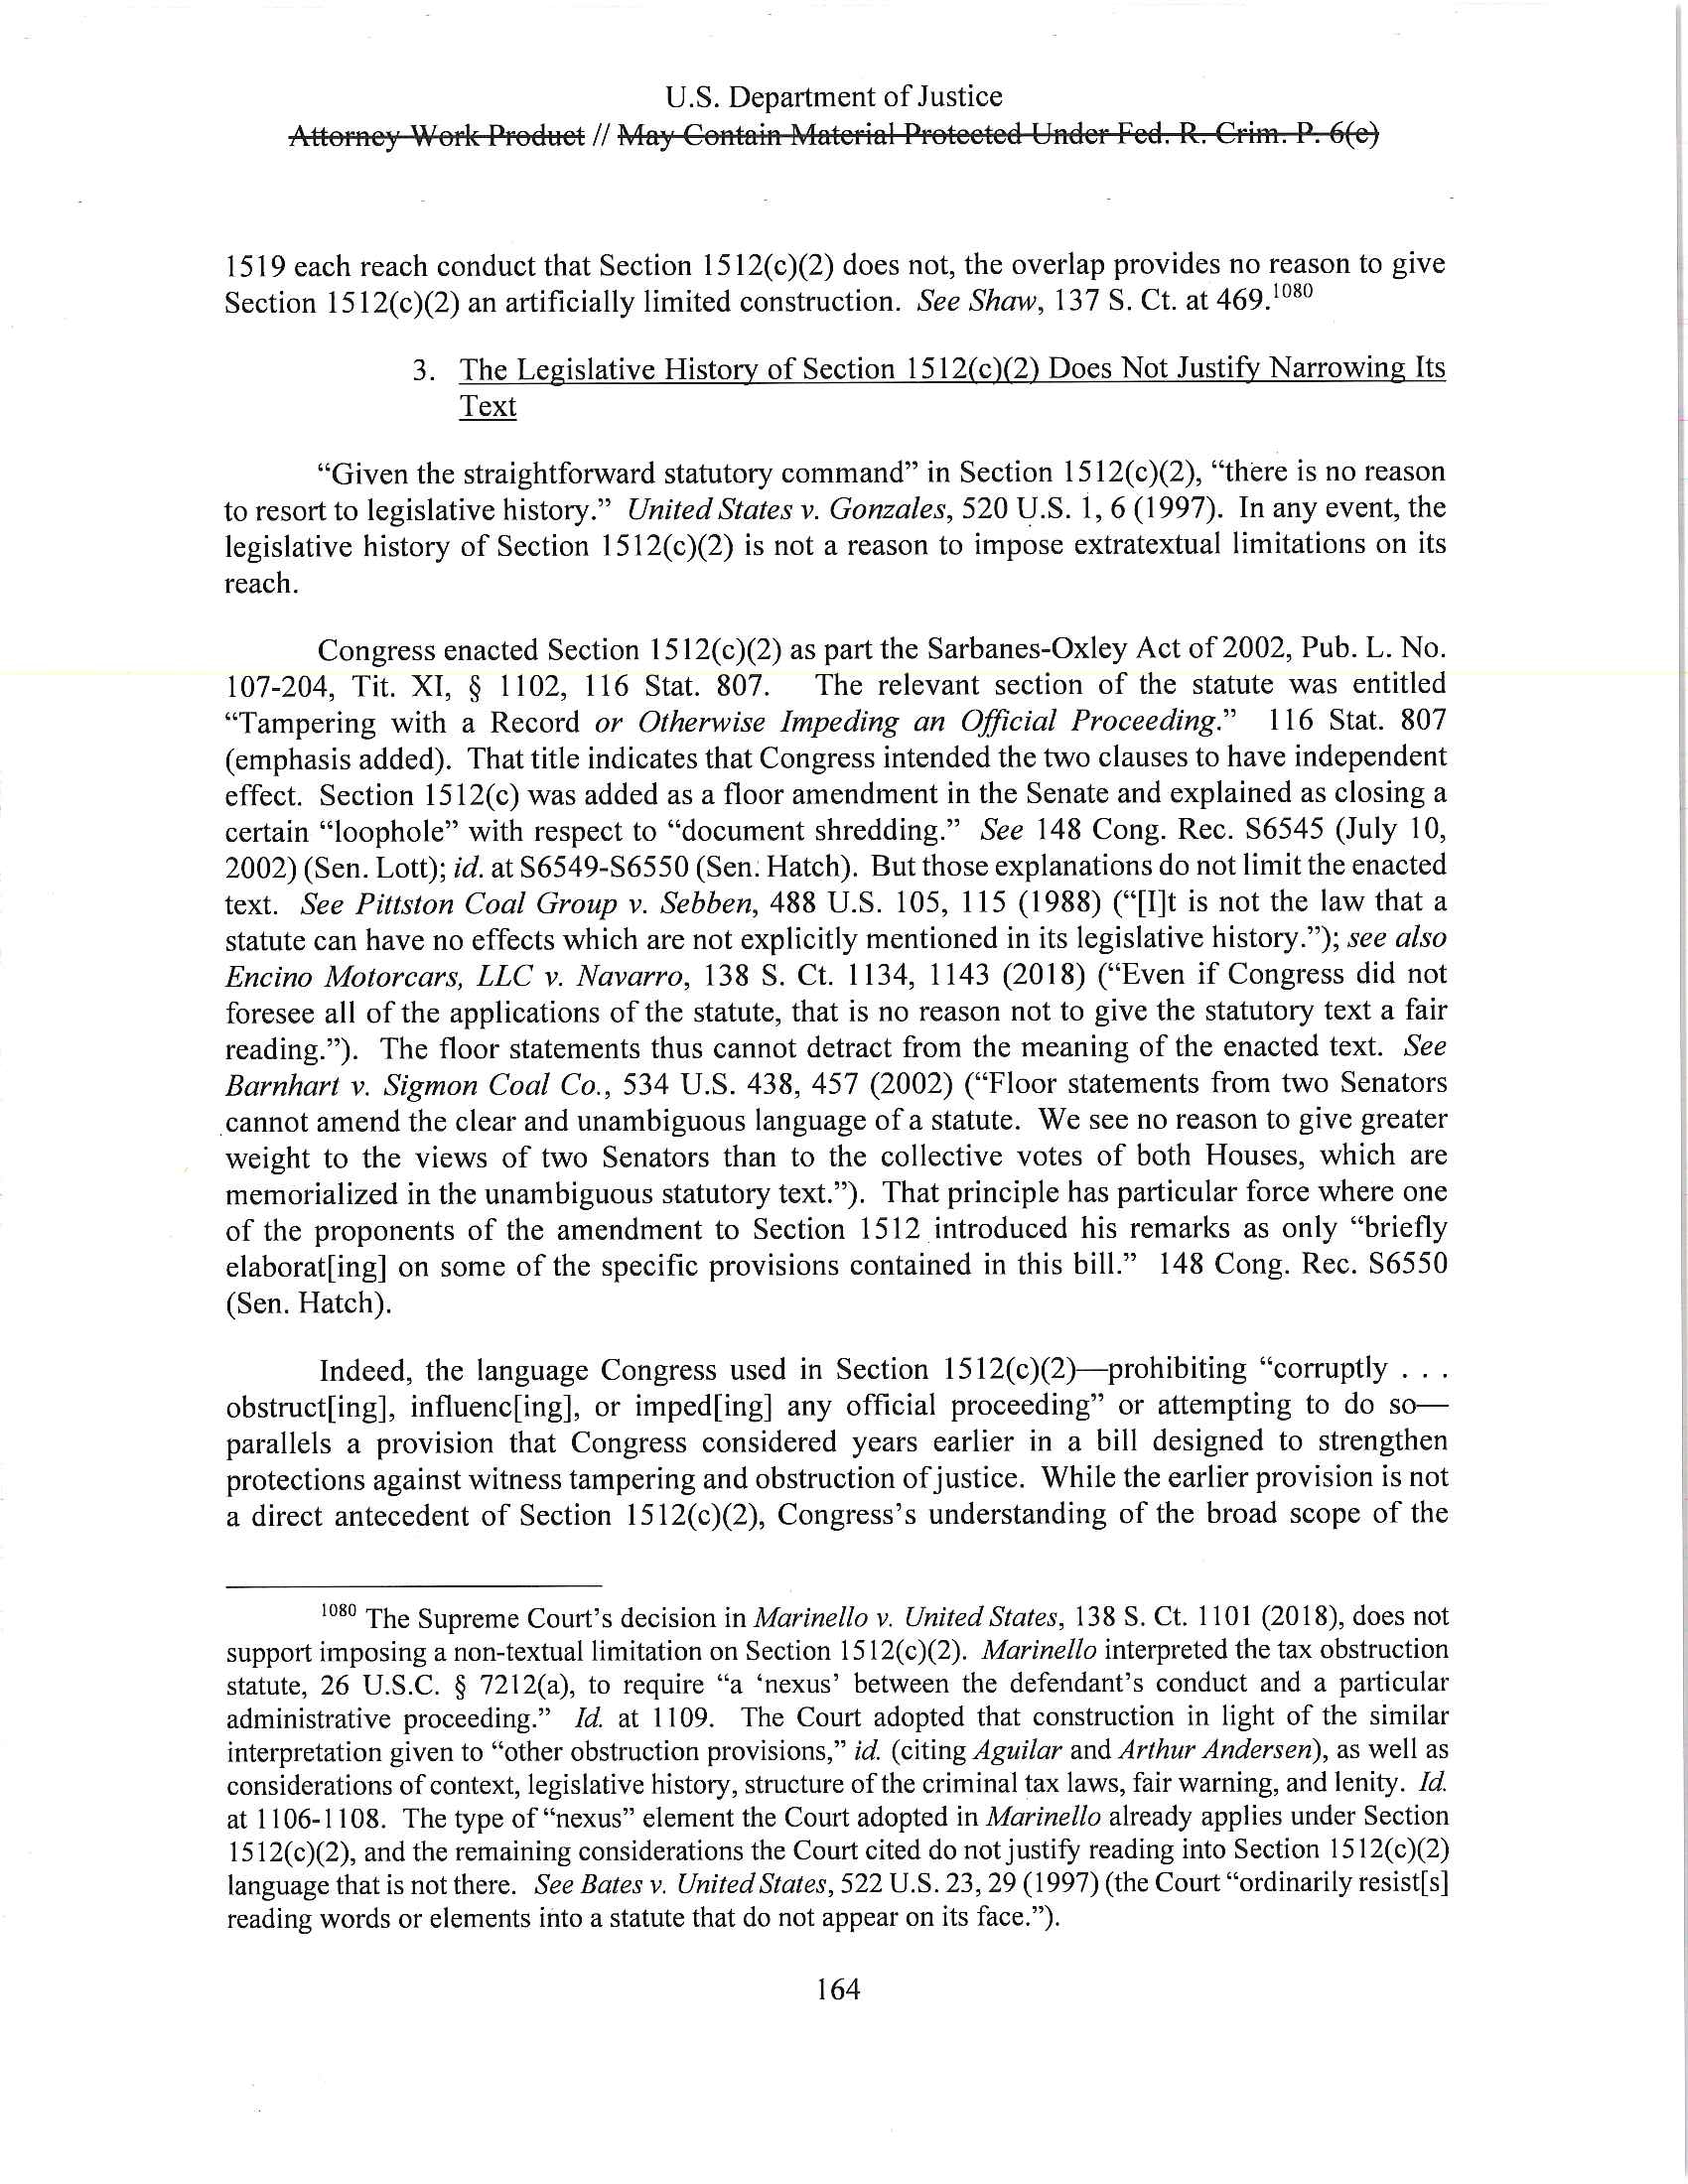 U.S. Department of Justice
Attorney Work Product // May Contain Material Protected Under Fed. R. Crim. P. 6(e)
1519 each reach conduct that Section 1512(c)(2) does not, the overlap provides no reason to give
Section 1512(c)(2) an artificially limited construction. See Shaw, 137 S. Ct. at 469.1080
3. The Legislative History of Section 1512(c)(2) Does Not Justify Narrowing Its
Text
“Given the straightforward statutory command” in Section 1512(c)(2), “there is no reason
to resort to legislative history.” United States v. Gonzales, 520 U.S. 1, 6 (1997). In any event, the
legislative history of Section 1512(c)(2) is not a reason to impose extratextual limitations on its
reach.
Congress enacted Section 1512(c)(2) as part the Sarbanes-Oxley Act of 2002, Pub. L. No.
107-204, Tit. XI, § 1102, 116 Stat. 807. The relevant section of the statute was entitled
“Tampering with a Record or Otherwise Impeding an Official Proceeding.” 116 Stat. 807
(emphasis added). That title indicates that Congress intended the two clauses to have independent
effect. Section 1512(c) was added as a floor amendment in the Senate and explained as closing a
certain “loophole” with respect to “document shredding.” See 148 Cong. Rec. S6545 (July 10,
2002) (Sen. Lott); id. at S6549-S6550 (Sen. Hatch). But those explanations do not limit the enacted
text. See Pittston Coal Group v. Sebben, 488 U.S. 105, 115 (1988) (“[I]t is not the law that a
statute can have no effects which are not explicitly mentioned in its legislative history.”); see also
Encino Motorcars, LLC v. Navarro, 138 S. Ct. 1134, 1143 (2018) (“Even if Congress did not
foresee all of the applications of the statute, that is no reason not to give the statutory text a fair
reading.”). The floor statements thus cannot detract from the meaning of the enacted text. See
Barnhart v. Sigmon Coal Co., 534 U.S. 438, 457 (2002) (“Floor statements from two Senators
cannot amend the clear and unambiguous language of a statute. We see no reason to give greater
weight to the views of two Senators than to the collective votes of both Houses, which are
memorialized in the unambiguous statutory text.”). That principle has particular force where one
of the proponents of the amendment to Section 1512 introduced his remarks as only “briefly
elaborat[ing] on some of the specific provisions contained in this bill.” 148 Cong. Rec. S6550
(Sen. Hatch).
Indeed, the language Congress used in Section 1512(c)(2)—prohibiting “corruptly . . .
obstruct[ing], influenc[ing], or imped[ing] any official proceeding” or attempting to do so—
parallels a provision that Congress considered years earlier in a bill designed to strengthen
protections against witness tampering and obstruction of justice. While the earlier provision is not
a direct antecedent of Section 1512(c)(2), Congress’s understanding of the broad scope of the
1080 The Supreme Court’s decision in Marinello v. United States, 138 S. Ct. 1101 (2018), does not
support imposing a non-textual limitation on Section 1512(c)(2). Marinello interpreted the tax obstruction
statute, 26 U.S.C. § 7212(a), to require “a ‘nexus’ between the defendant’s conduct and a particular
administrative proceeding.” Id. at 1109. The Court adopted that construction in light of the similar
interpretation given to “other obstruction provisions,” id. (citing Aguilar and Arthur Andersen), as well as
considerations of context, legislative history, structure of the criminal tax laws, fair warning, and lenity. Id.
at 1106-1108. The type of “nexus” element the Court adopted in Marinello already applies under Section
1512(c)(2), and the remaining considerations the Court cited do not justify reading into Section 1512(c)(2)
language that is not there. See Bates v. United States, 522 U.S. 23, 29 (1997) (the Court “ordinarily resist[s]
reading words or elements into a statute that do not appear on its face.”).
164